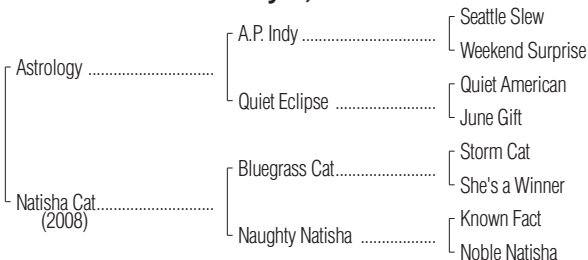 Seattle Slew
A.P. Indy
Weekend Surprise
Astrology
Quiet American
Quiet Eclipse
June Gift
Storm Cat
Bluegrass Cat
She's a Winner
Natisha Cat
(2008)
Known Fact
Naughty Natisha
Noble Natisha